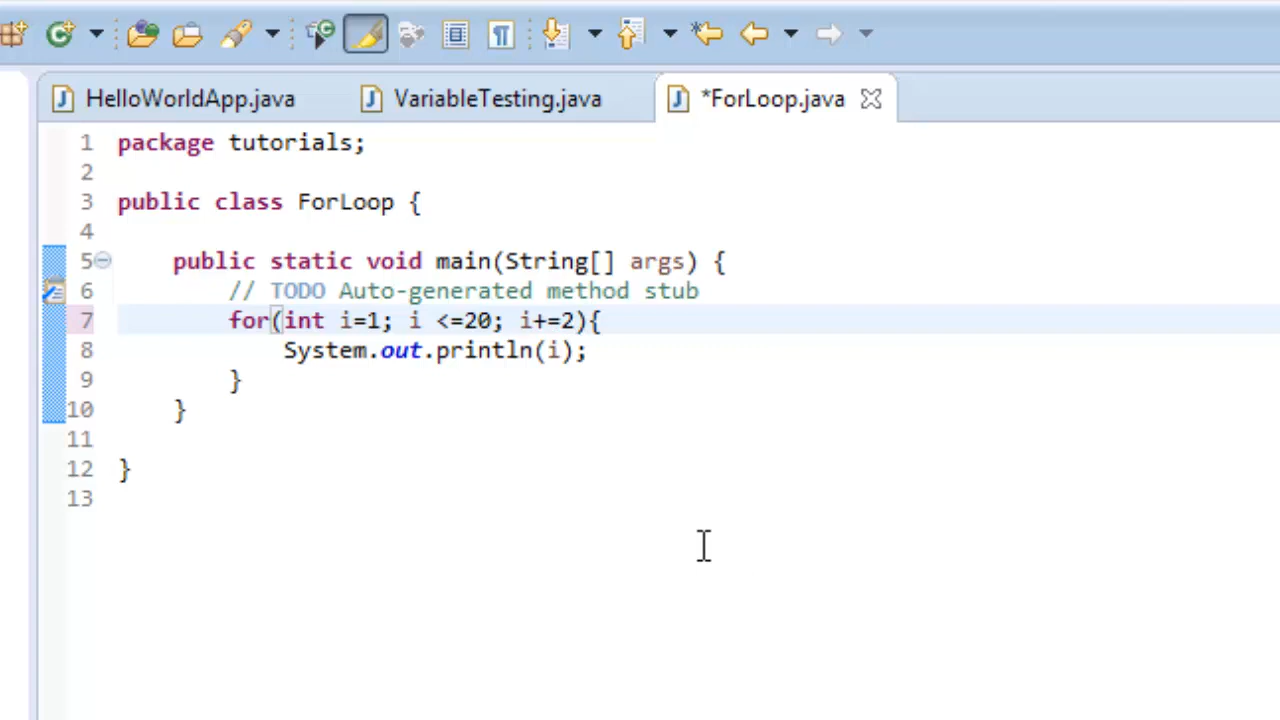 HelloWorldApp.java VariableTesting.java *ForLoop.java
1 package tutorials;
2
3 public class ForLoop {
4
5 public static void main(String[] args) {
6 // TODO Auto-generated method stub
7 for(int i=1; i <=20; i+=2){
8 System.out.println(i);
9 }
10 }
11
12 }
13